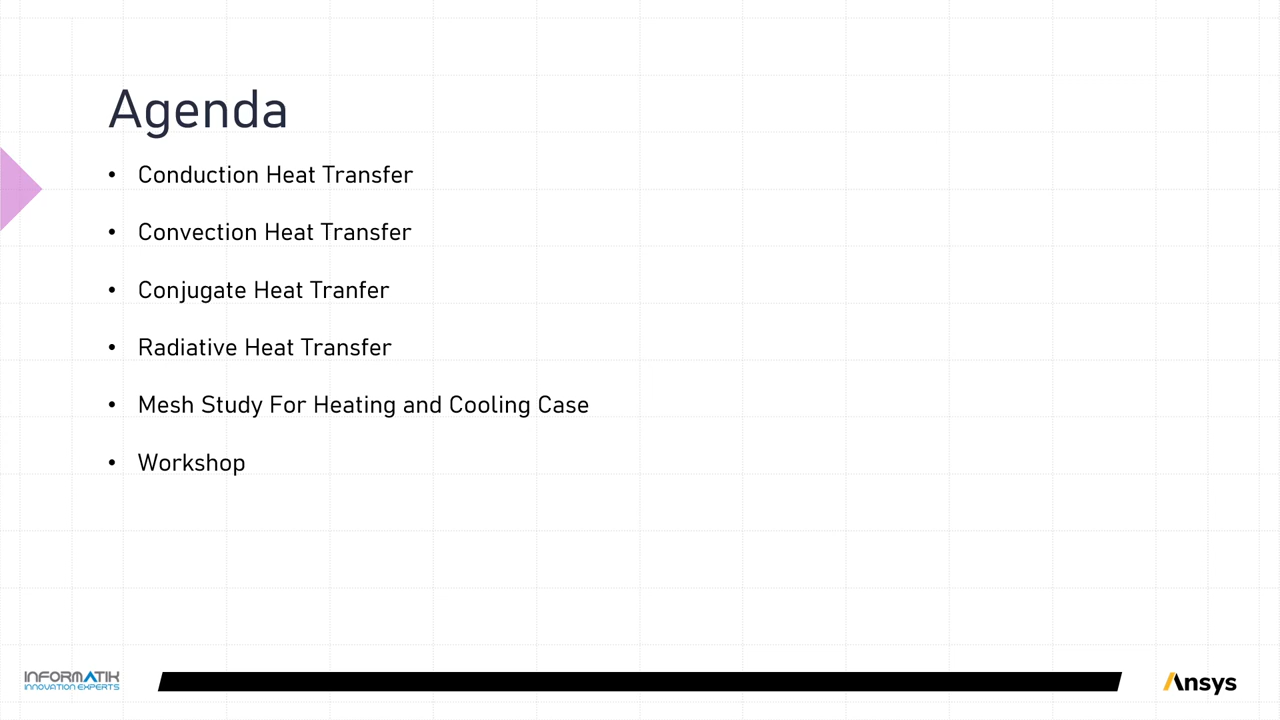 Agenda
• Conduction Heat Transfer
• Convection Heat Transfer
• Conjugate Heat Tranfer
• Radiative Heat Transfer
• Mesh Study For Heating and Cooling Case
• Workshop
INFORMATIK
INNOVATION EXPERTS
Ansys